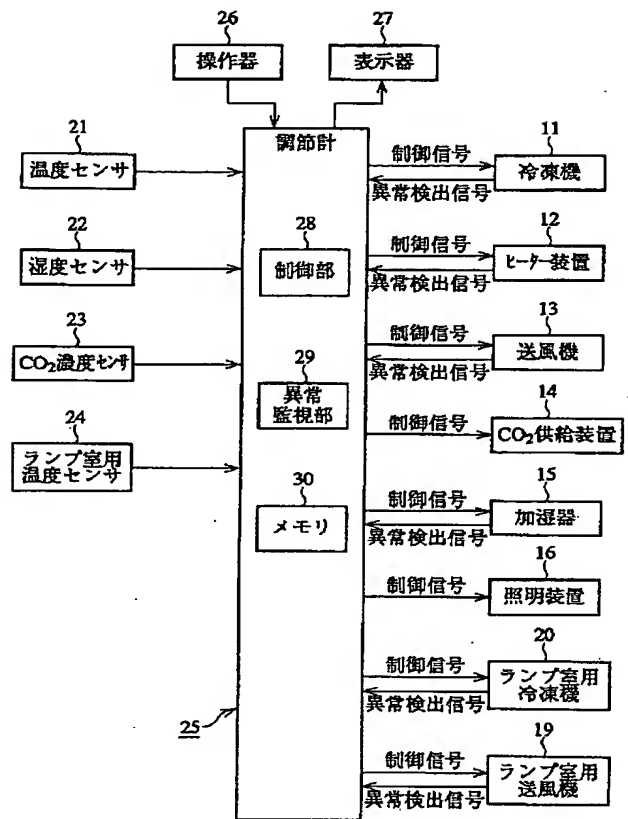 26
操作器
27
表示器
調節計
21
温度センサ
22
湿度センサ
23
CO2濃度センサ
24
ランプ室用
温度センサ
28
制御部
29
異常
監視部
30
メモリ
25
制御信号
異常検出信号
11
冷凍機
制御信号
異常検出信号
12
ヒーター装置
制御信号
異常検出信号
13
送風機
制御信号
14
CO2供給装置
制御信号
異常検出信号
15
加湿器
制御信号
16
照明装置
制御信号
異常検出信号
20
ランプ室用
冷凍機
制御信号
異常検出信号
19
ランプ室用
送風機